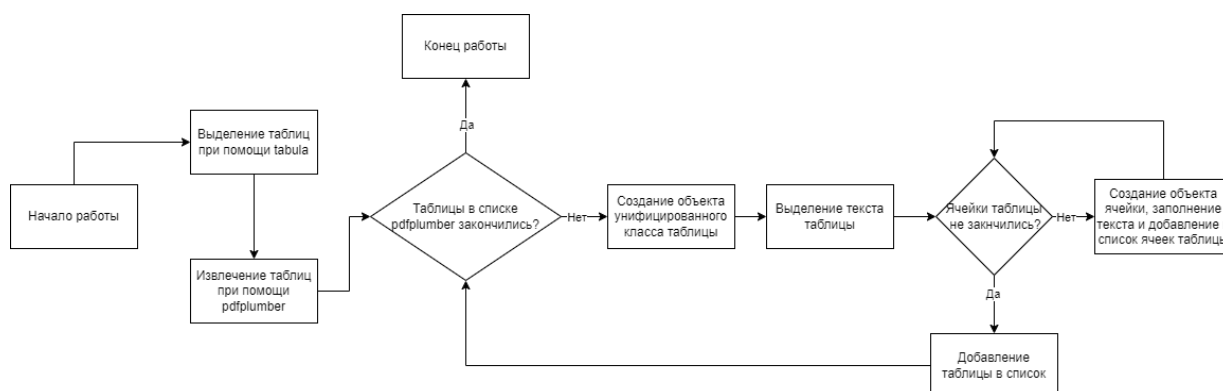 Начало работы
Выделение таблиц
при помощи tabula
Извлечение таблиц
при помощи
pdfplumber
Таблицы в списке
pdfplumber закончились?
Да
Конец работы
Нет
Создание объекта
унифицированного
класса таблицы
Выделение текста
таблицы
Ячейки таблицы
не закнчились?
Нет
Создание объекта
ячейки, заполнение
текста и добавление в
список ячеек таблицы
Да
Добавление
таблицы в список